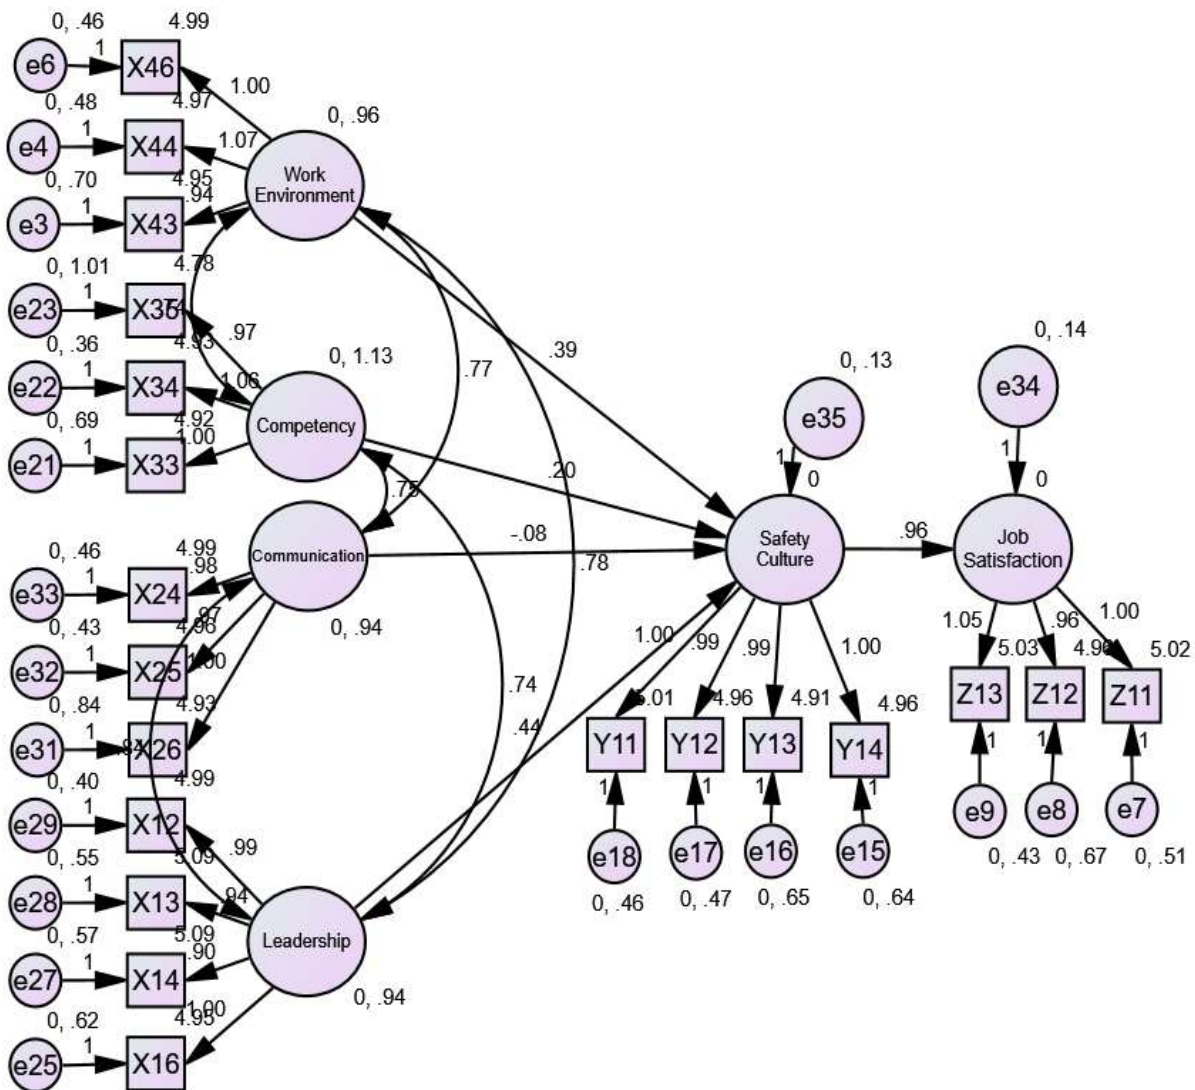 0, .46
4.99
e6
1
X46
1.00
0, .48
4.97
0, .96
e4
1
X44
1.07
Work
Environment
0, .70
4.95
.94
e3
1
X43
0, 1.01
4.78
e23
1
X35
.97
.39
0, .36
4.93
0, 1.13
.77
0, .14
0, .13
e22
1
X34
1.06
e34
0, .69
4.92
1.00
Competency
e35
e21
1
X33
1
1
.20
0
0
.75
0, .46
4.99
.98
Communication
-.08
Safety
Culture
.96
Job
Satisfaction
.78
e33
1
X24
0, .43
.97
4.96
0, .94
1.00
.99
.99
1.00
1.05
.96
1.00
e32
1
X25
1.00
5.03
4.96
5.02
0, .84
4.93
.74
5.01
4.96
4.91
4.96
Z13
Z12
Z11
.44
e31
1
X26
Y11
Y12
Y13
Y14
1
1
1
0, .40
4.99
1
1
1
1
e29
1
X12
.99
e9
e8
e7
0, .55
5.09
e18
e17
e16
e15
0, .43
0, .67
0, .51
e28
1
X13
.94
0, .46
0, .47
0, .65
0, .64
0, .57
5.09
.90
Leadership
e27
1
X14
0, .94
0, .62
1.00
4.95
e25
1
X16